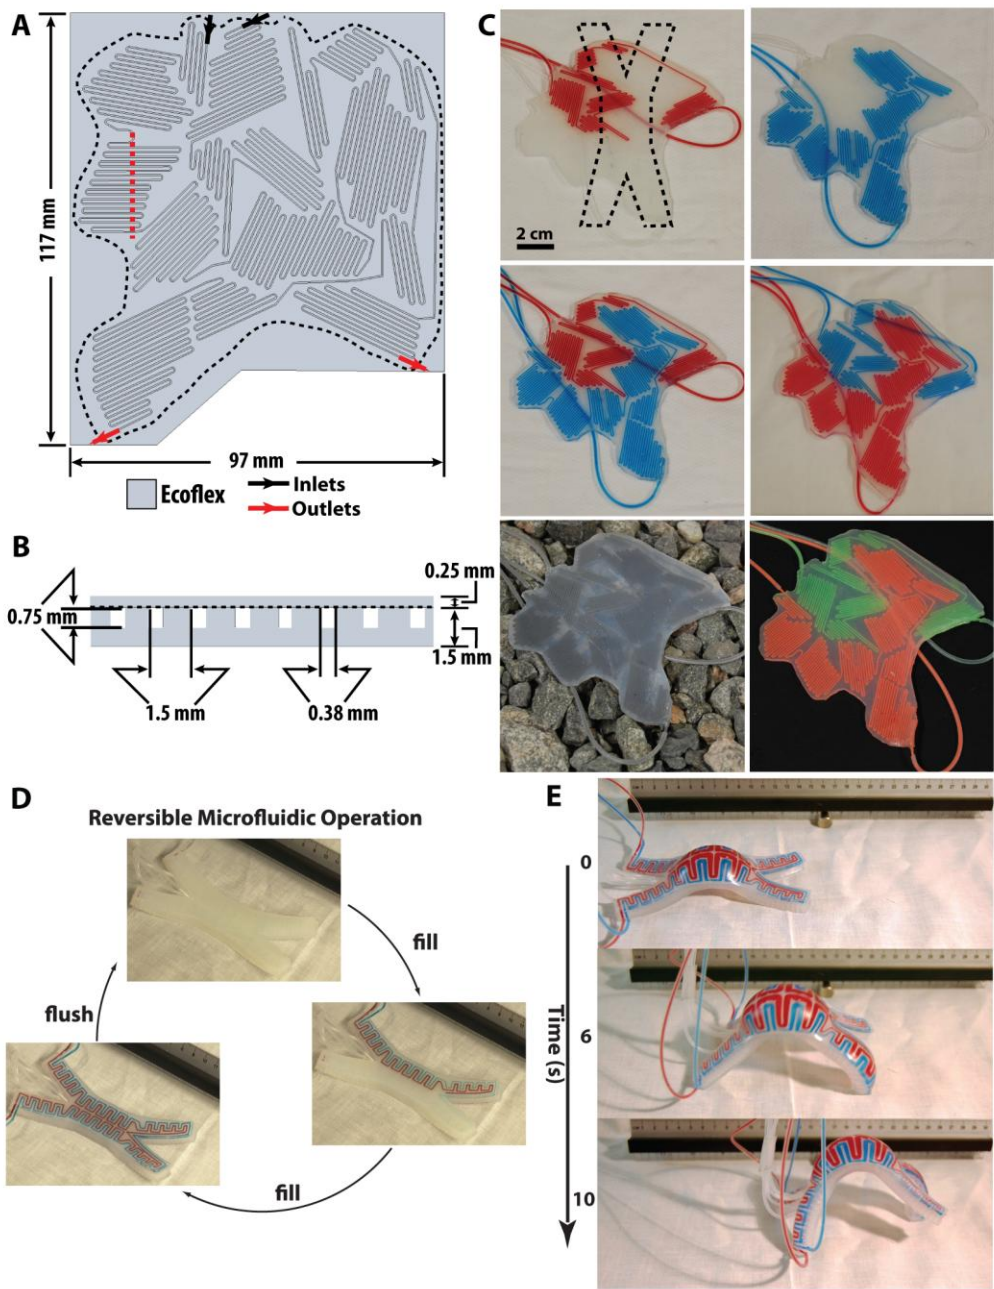 A
117 mm
97 mm
Ecoflex
Inlets
Outlets
B
0.75 mm
0.25 mm
1.5 mm
1.5 mm
0.38 mm
C
2 cm
D
Reversible Microfluidic Operation
fill
flush
fill
E
0
Time (s)
6
10